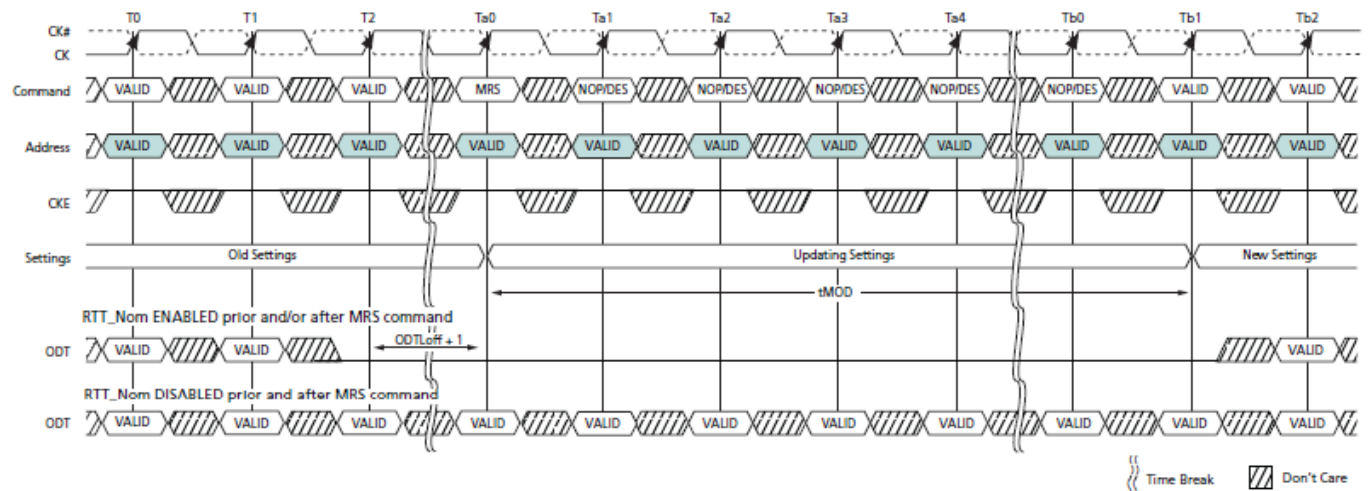 T0 T1 T2 Ta0 Ta1 Ta2 Ta3 Ta4 Tb0 Tb1 Tb2
CK#
CK
Command VALID VALID VALID MRS NOP/DES NOP/DES NOP/DES NOP/DES NOP/DES VALID VALID
Address VALID VALID VALID VALID VALID VALID VALID VALID VALID VALID VALID
CKE
Settings Old Settings Updating Settings New Settings
tMOD
RTT_Nom ENABLED prior and/or after MRS command
ODTLoff + 1
ODT VALID VALID VALID
RTT_Nom DISABLED prior and after MRS command
ODT VALID VALID VALID VALID VALID VALID VALID VALID VALID VALID VALID
Time Break Don't Care